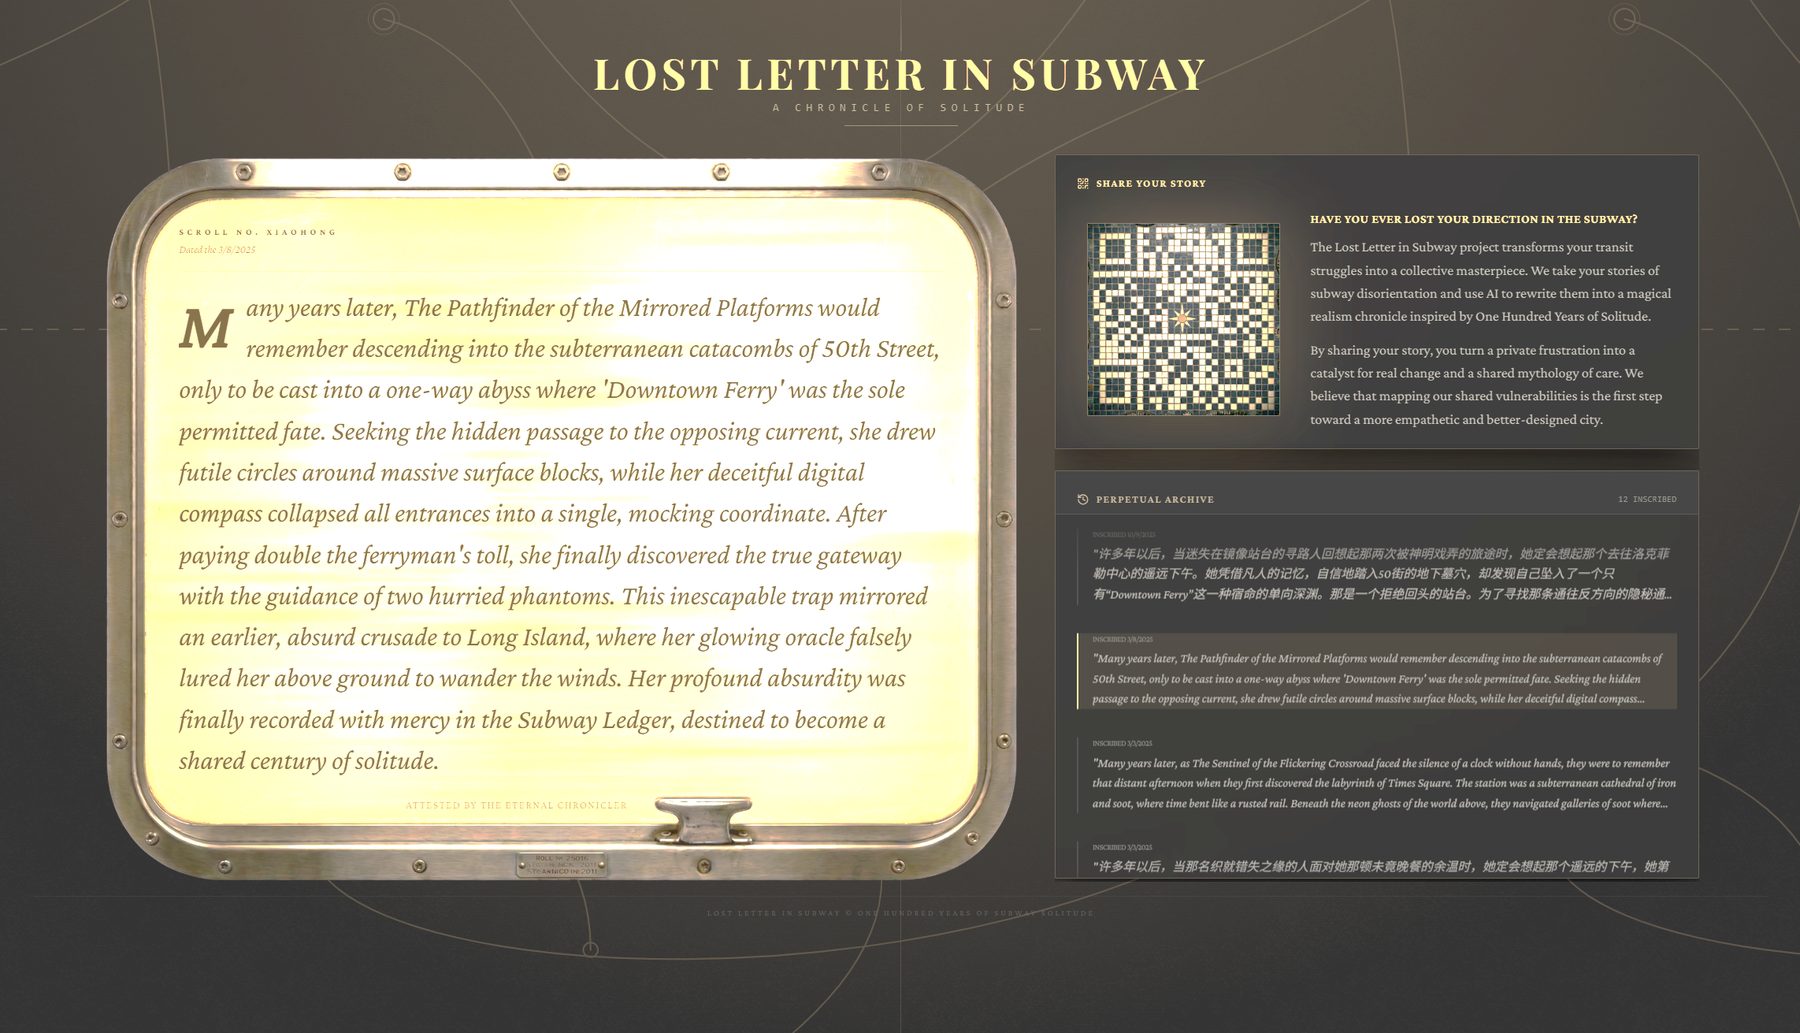 LOST LETTER IN SUBWAY
A CHRONICLE OF SOLITUDE
SCROLL NO. XIAOHONG
Dated the 3/8/2025
Many years later, The Pathfinder of the Mirrored Platforms would
remember descending into the subterranean catacombs of 50th Street,
only to be cast into a one-way abyss where 'Downtown Ferry' was the sole
permitted fate. Seeking the hidden passage to the opposing current, she drew
futile circles around massive surface blocks, while her deceitful digital
compass collapsed all entrances into a single, mocking coordinate. After
paying double the ferryman's toll, she finally discovered the true gateway
with the guidance of two hurried phantoms. This inescapable trap mirrored
an earlier, absurd crusade to Long Island, where her glowing oracle falsely
lured her above ground to wander the winds. Her profound absurdity was
finally recorded with mercy in the Subway Ledger, destined to become a
shared century of solitude.
ATTESTED BY THE ETERNAL CHRONICLER
SHARE YOUR STORY
HAVE YOU EVER LOST YOUR DIRECTION IN THE SUBWAY?
The Lost Letter in Subway project transforms your transit
struggles into a collective masterpiece. We take your stories of
subway disorientation and use AI to rewrite them into a magical
realism chronicle inspired by One Hundred Years of Solitude.
By sharing your story, you turn a private frustration into a
catalyst for real change and a shared mythology of care. We
believe that mapping our shared vulnerabilities is the first step
toward a more empathetic and better-designed city.
PERPETUAL ARCHIVE
12 INSCRIBED
INSCRIBED
"许多年以后，当迷失在镜像站台的寻路人回想起那两次被神明戏弄的旅途时，她定会想起那个去往洛克菲
勒中心的遥远下午。她凭借凡人的记忆，自信地踏入50街的地下墓穴，却发现自己坠入了一个只
有“Downtown Ferry”这一种宿命的单向深渊。那是一个拒绝回头的站台。为了寻找那条通往反方向的隐秘通...
INSCRIBED 3/8/2025
"Many years later, The Pathfinder of the Mirrored Platforms would remember descending into the subterranean catacombs of
50th Street, only to be cast into a one-way abyss where 'Downtown Ferry' was the sole permitted fate. Seeking the hidden
passage to the opposing current, she drew futile circles around massive surface blocks, while her deceitful digital compass...
INSCRIBED 3/3/2025
"Many years later, as The Sentinel of the Flickering Crossroad faced the silence of a clock without hands, they were to remember
that distant afternoon when they first discovered the labyrinth of Times Square. The station was a subterranean cathedral of iron
and soot, where time bent like a rusted rail. Beneath the neon ghosts of the world above, they navigated galleries of soot where...
INSCRIBED 3/3/2025
"许多年以后，当那名织就错失之缘的人面对她那顿未竟晚餐的余温时，她定会想起那个遥远的下午，她第
LOST LETTER IN SUBWAY © ONE HUNDRED YEARS OF SUBWAY SOLITUDE